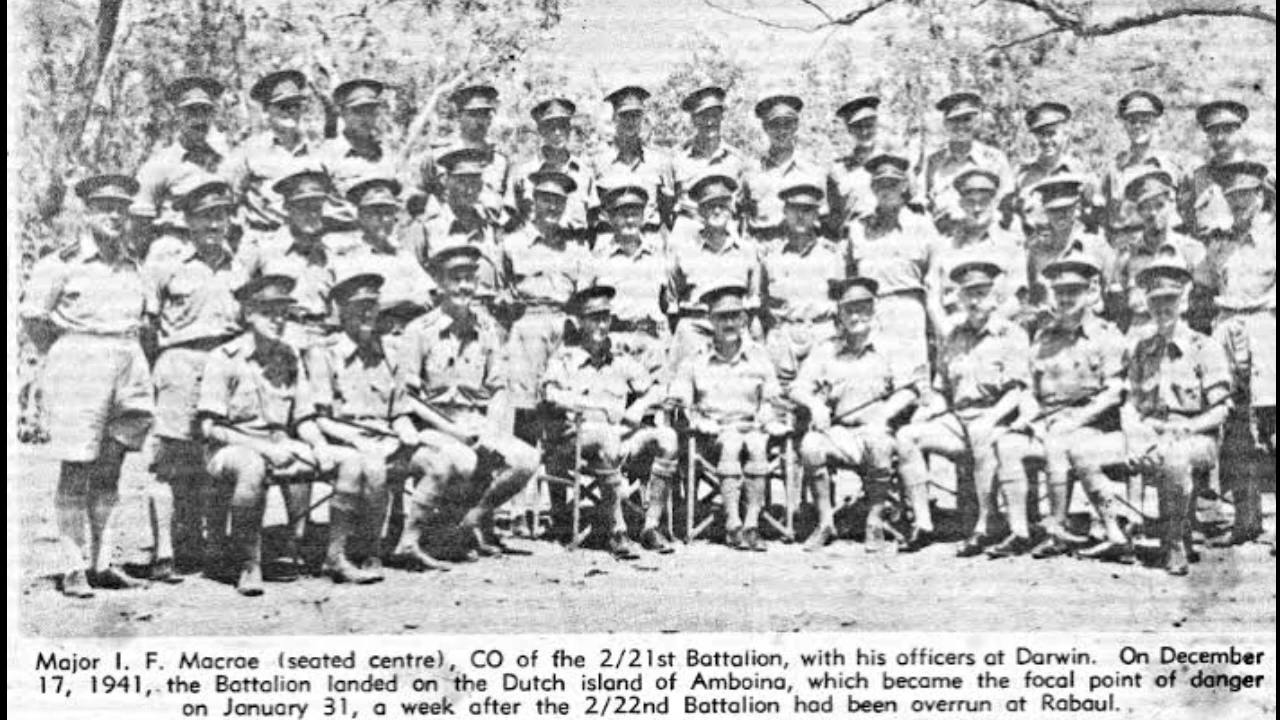 Major I. F. Macrae (seated centre), CO of fhe 2/21st Battalion, with his officers at Darwin. On December
17, 1941, the Battalion landed on the Dutch island of Amboina, which became the focal point of danger
on January 31, a week after the 2/22nd Battalion had been overrun at Rabaul.